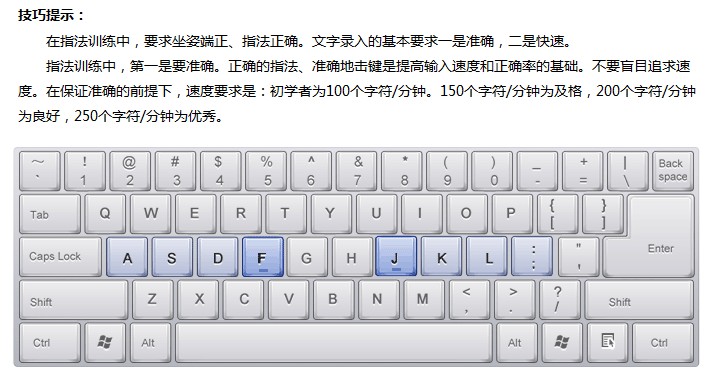 技巧提示：
在指法训练中，要求坐姿端正、指法正确。文字录入的基本要求一是准确，二是快速。
指法训练中，第一是要准确。正确的指法、准确地击键是提高输入速度和正确率的基础。不要盲目追求速
度。在保证准确的前提下，速度要求是：初学者为100个字符/分钟。150个字符/分钟为及格，200个字符/分钟
为良好，250个字符/分钟为优秀。
~ ! @ # $ % ^ & * ( ) _ + | Back
` 1 2 3 4 5 6 7 8 9 0 - = \ space
Tab Q W E R T Y U I O P { [ } ]
Caps Lock A S D F G H J K L : ; " ' Enter
Shift Z X C V B N M < , > . ? / Shift
Ctrl Alt Alt Ctrl